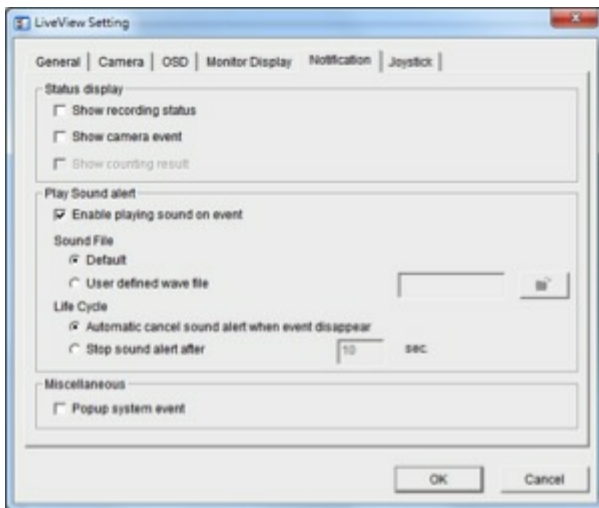 LiveView Setting
General Camera OSD Monitor Display Notification Joystick
Status display
Show recording status
Show camera event
Show counting result
Play Sound alert
Enable playing sound on event
Sound File
Default
User defined wave file
Life Cycle
Automatic cancel sound alert when event disappear
Stop sound alert after 10 sec.
Miscellaneous
Popup system event
OK Cancel